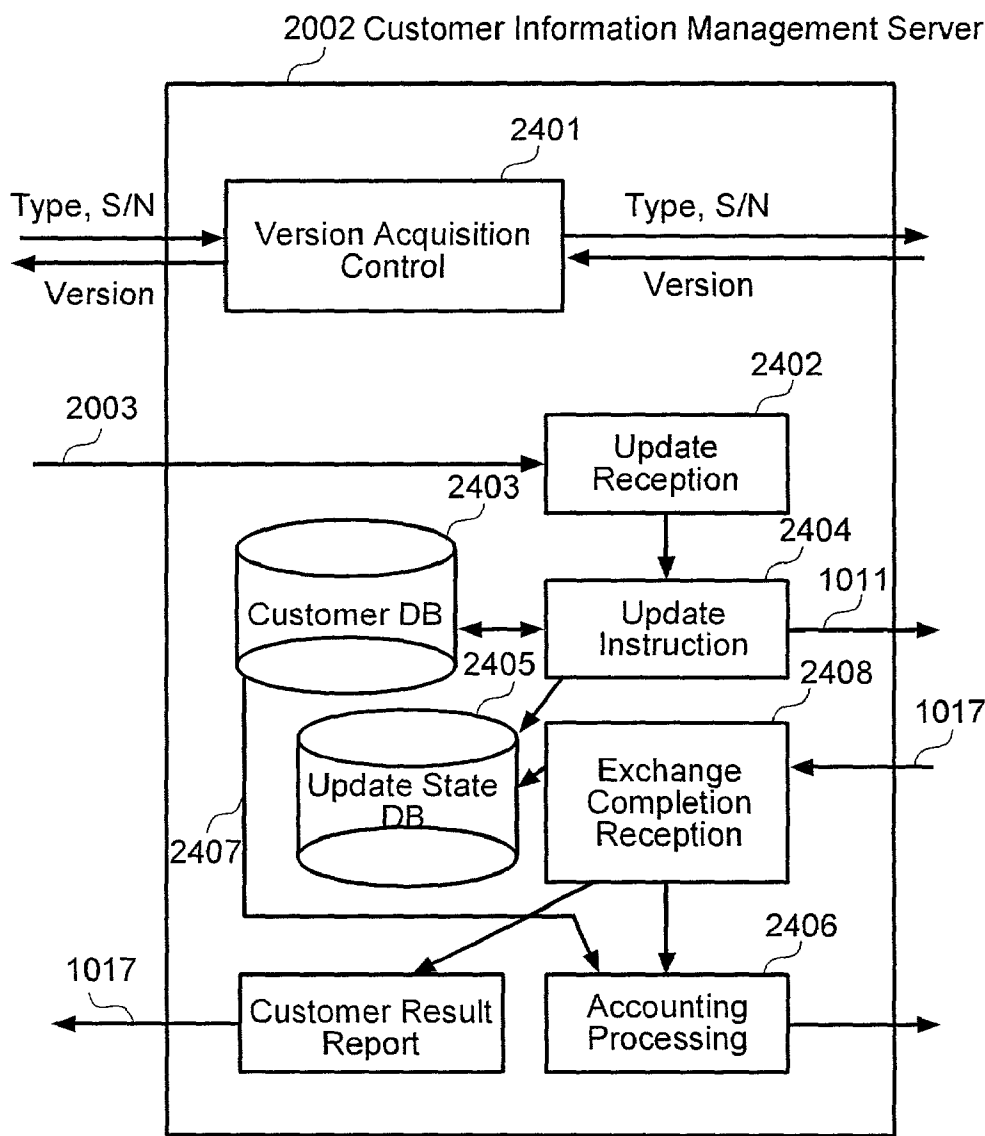 2002 Customer Information Management Server
2401
Type, S/N
Version Acquisition
Control
Type, S/N
Version
Version
2402
2003
Update
Reception
2403
2404
1011
Customer DB
Update
Instruction
2405
2408
1017
Update State
DB
Exchange
Completion
Reception
2407
2406
1017
Customer Result
Report
Accounting
Processing